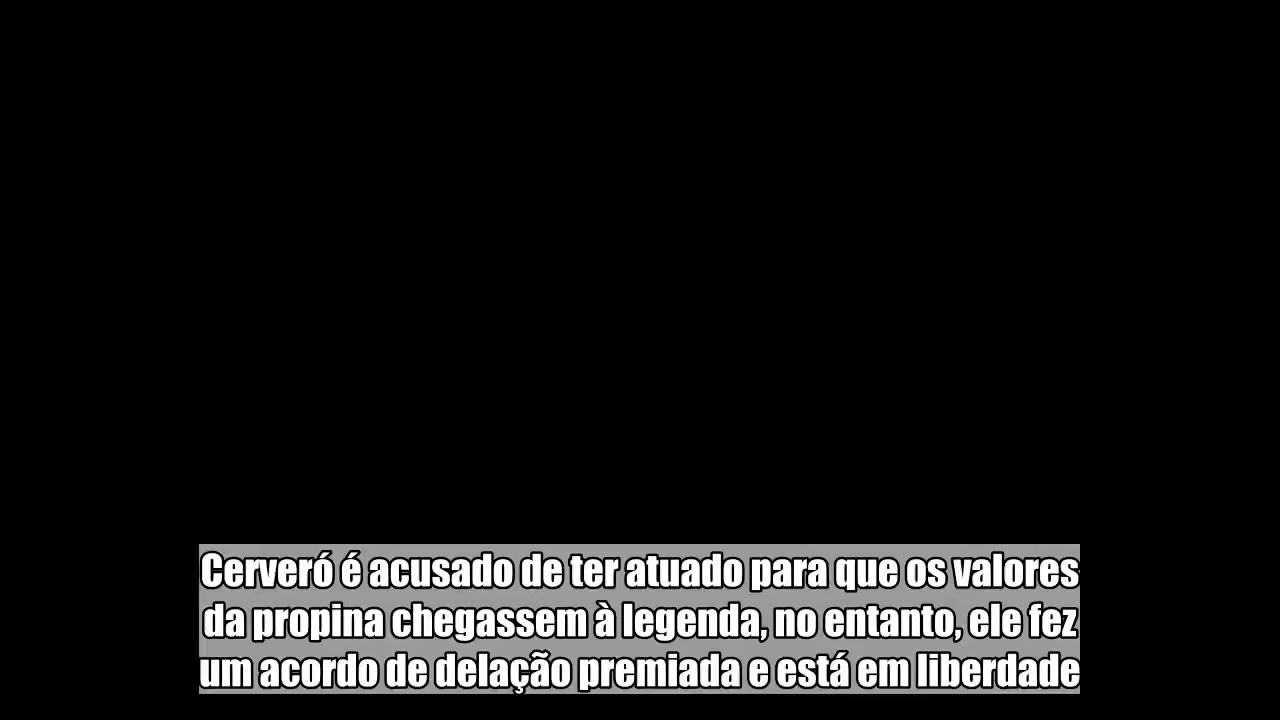 Cerveró é acusado de ter atuado para que os valores
da propina chegassem à legenda, no entanto, ele fez
um acordo de delação premiada e está em liberdade